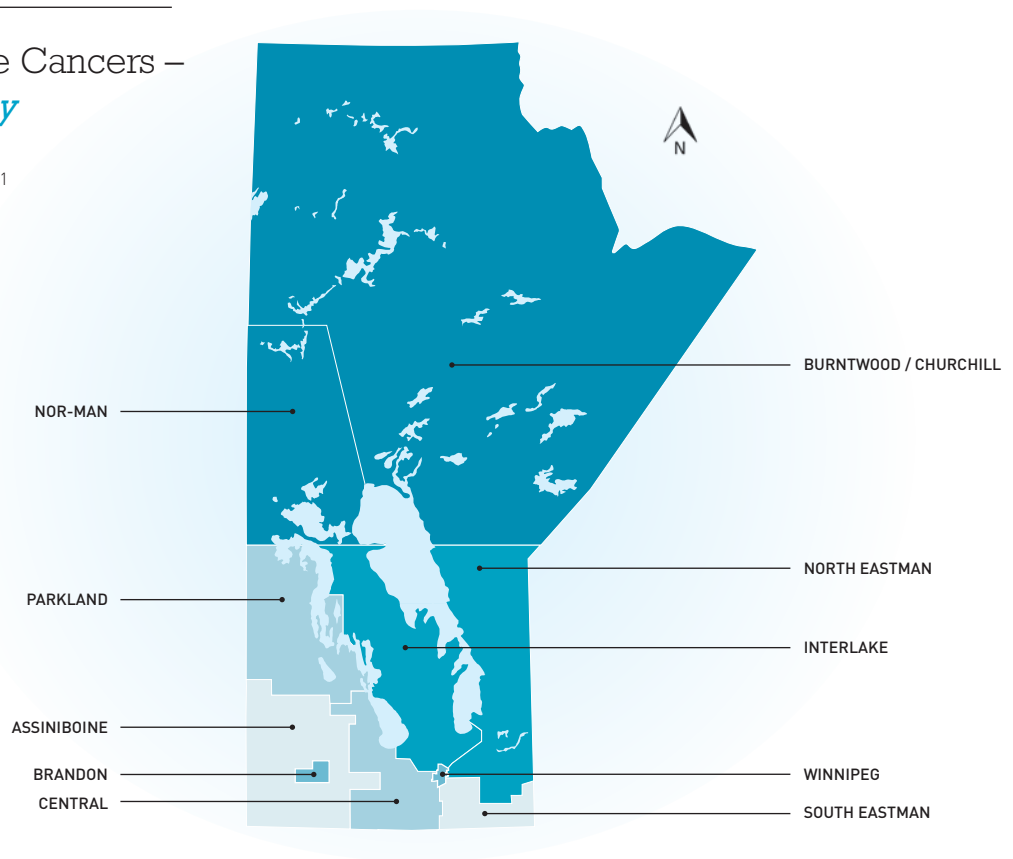 e Cancers –
y
1
N
BURNTWOOD / CHURCHILL
NOR-MAN
NORTH EASTMAN
PARKLAND
INTERLAKE
ASSINIBOINE
BRANDON
WINNIPEG
CENTRAL
SOUTH EASTMAN